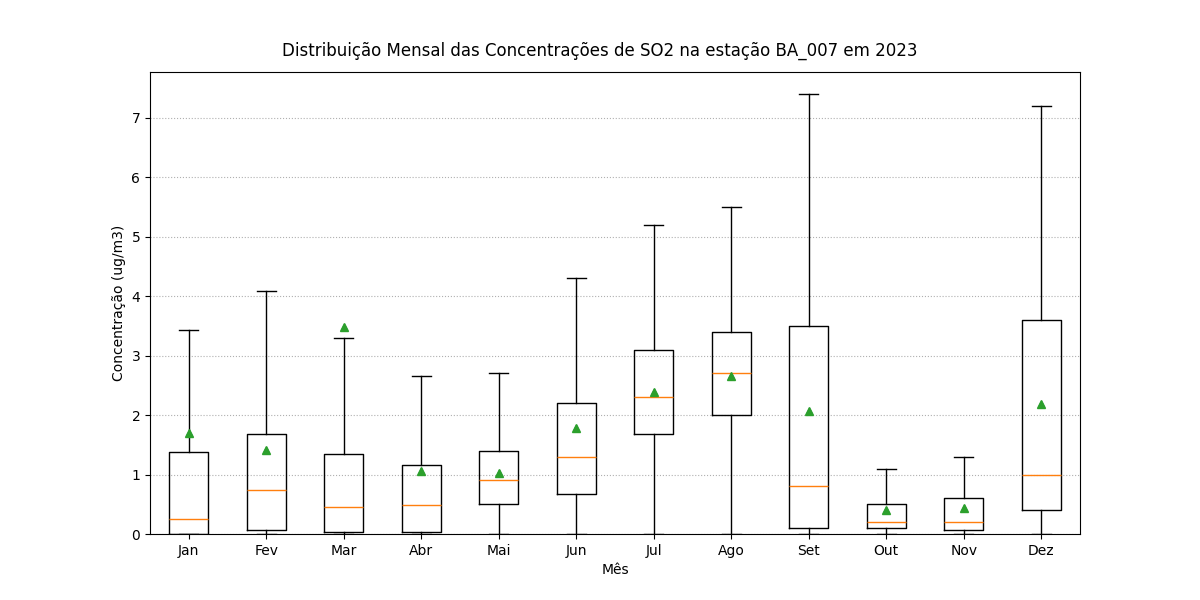 Distribuição Mensal das Concentrações de SO2 na estação BA_007 em 2023
Concentração (ug/m3)
7
6
5
4
3
2
1
0
Jan Fev Mar Abr Mai Jun Jul Ago Set Out Nov Dez
Mês